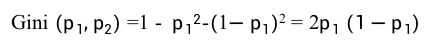 Gini (p₁, p₂) =1 - p₁²-(1− p₁)² = 2p₁ (1 − p₁)